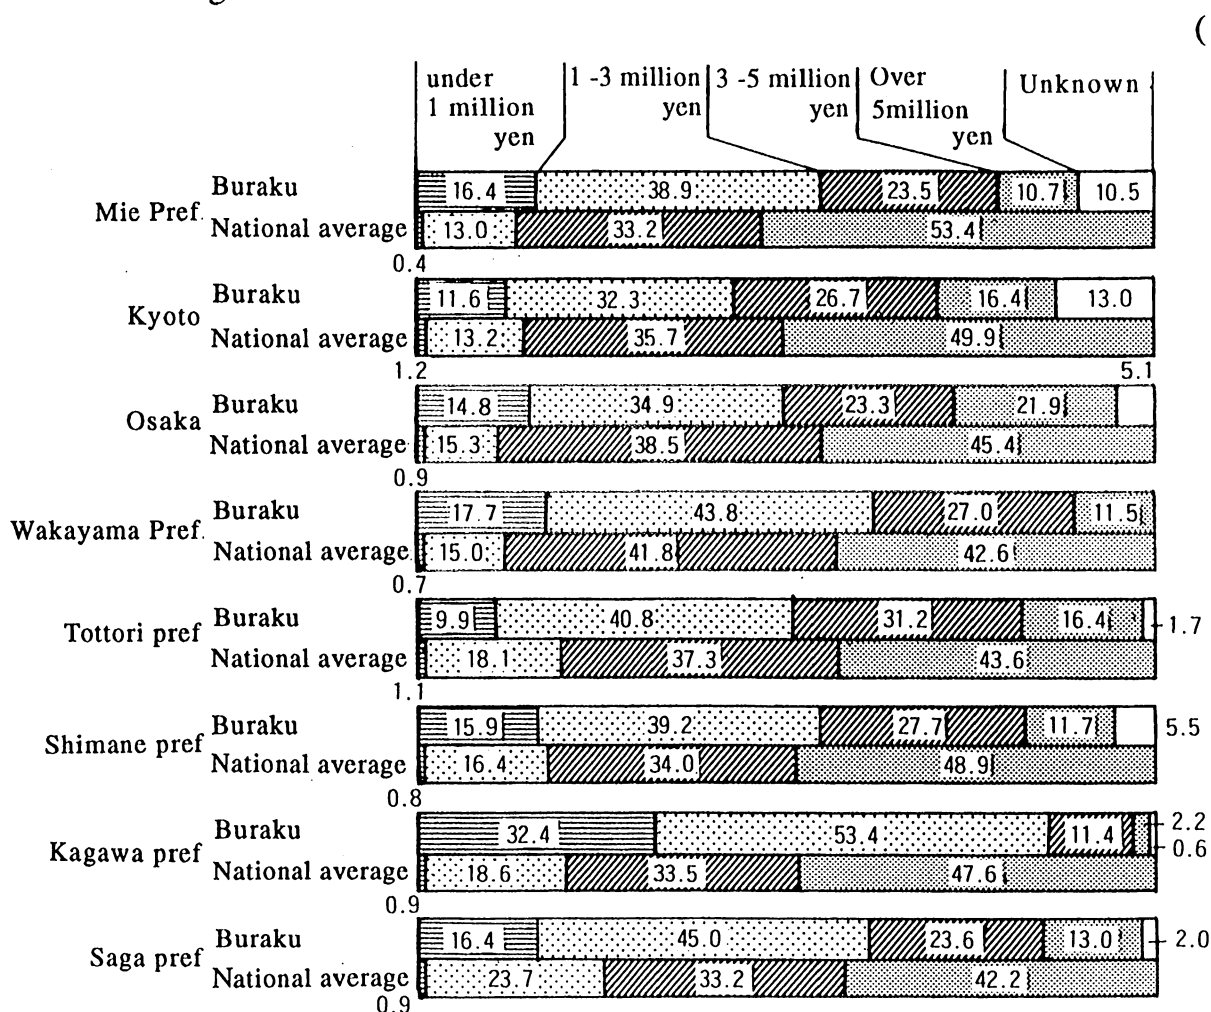 (
under 1 -3 million 3 -5 million Over Unknown
1 million yen yen 5million
yen yen
Buraku 16.4 38.9 23.5 10.7 10.5
Mie Pref.
National average 13.0 33.2 53.4
0.4
Buraku 11.6 32.3 26.7 16.4 13.0
Kyoto
National average 13.2 35.7 49.9
1.2 5.1
Buraku 14.8 34.9 23.3 21.9
Osaka
National average 15.3 38.5 45.4
0.9
Buraku 17.7 43.8 27.0 11.5
Wakayama Pref.
National average 15.0 41.8 42.6
0.7
Buraku 9.9 40.8 31.2 16.4 1.7
Tottori pref
National average 18.1 37.3 43.6
1.1
Buraku 15.9 39.2 27.7 11.7 5.5
Shimane pref
National average 16.4 34.0 48.9
0.8
Buraku 32.4 53.4 11.4 2.2
Kagawa pref 0.6
National average 18.6 33.5 47.6
0.9
Buraku 16.4 45.0 23.6 13.0 2.0
Saga pref
National average 23.7 33.2 42.2
0.9